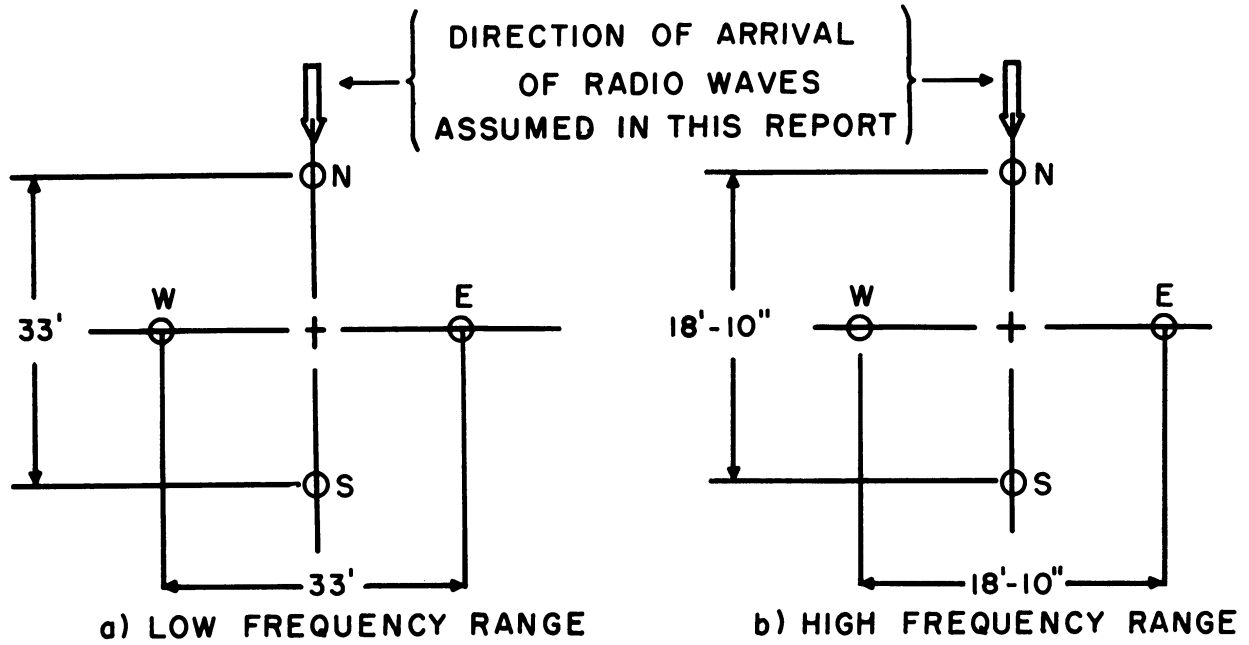 DIRECTION OF ARRIVAL
OF RADIO WAVES
ASSUMED IN THIS REPORT
N
W
E
33'
S
33'
a) LOW FREQUENCY RANGE
N
W
E
18'-10"
S
18'-10"
b) HIGH FREQUENCY RANGE